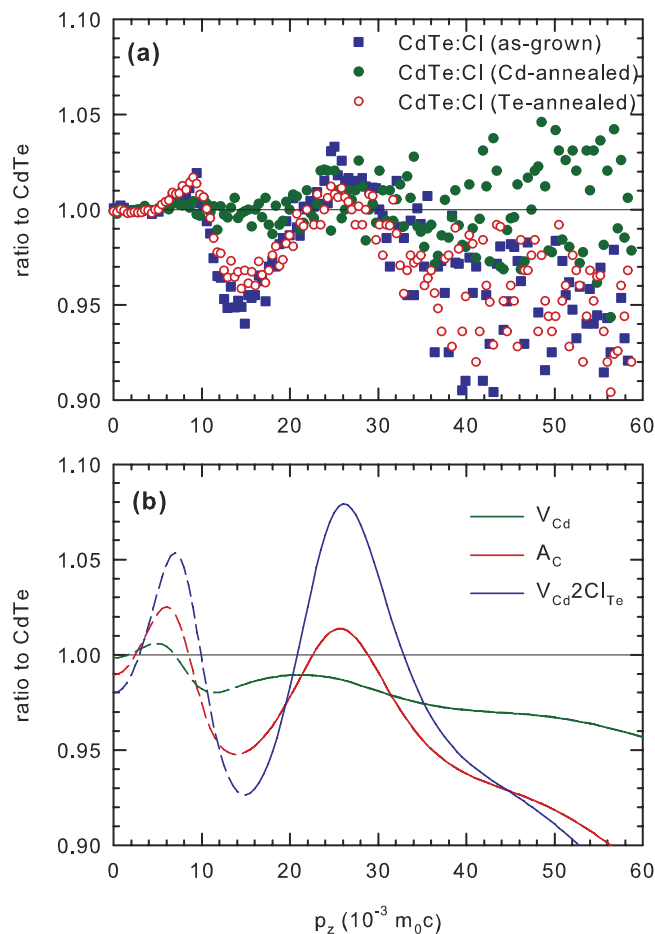 (a)
CdTe:Cl (as-grown)
CdTe:Cl (Cd-annealed)
CdTe:Cl (Te-annealed)
ratio to CdTe
1.10
1.05
1.00
0.95
0.90
0 10 20 30 40 50 60
(b)
V_Cd
A_C
V_Cd2Cl_Te
ratio to CdTe
1.10
1.05
1.00
0.95
0.90
0 10 20 30 40 50 60
p_z (10^-3 m_0c)